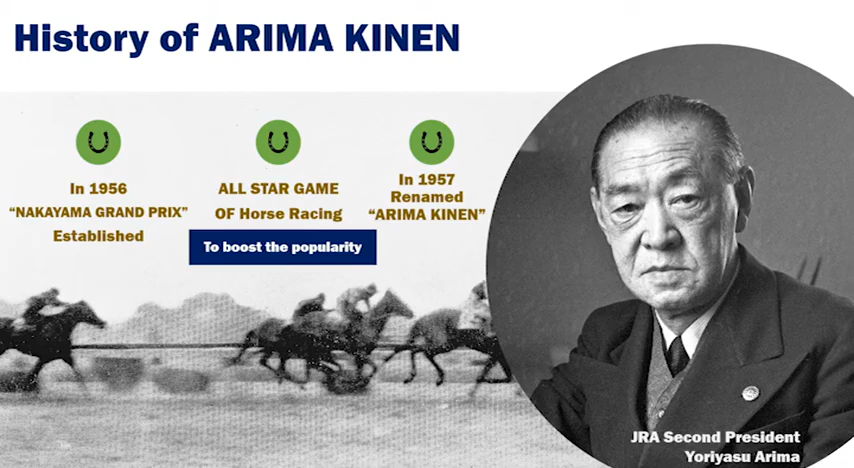 History of ARIMA KINEN
In 1956
“NAKAYAMA GRAND PRIX”
Established
ALL STAR GAME
OF Horse Racing
To boost the popularity
In 1957
Renamed
“ARIMA KINEN”
JRA Second President
Yoriyasu Arima